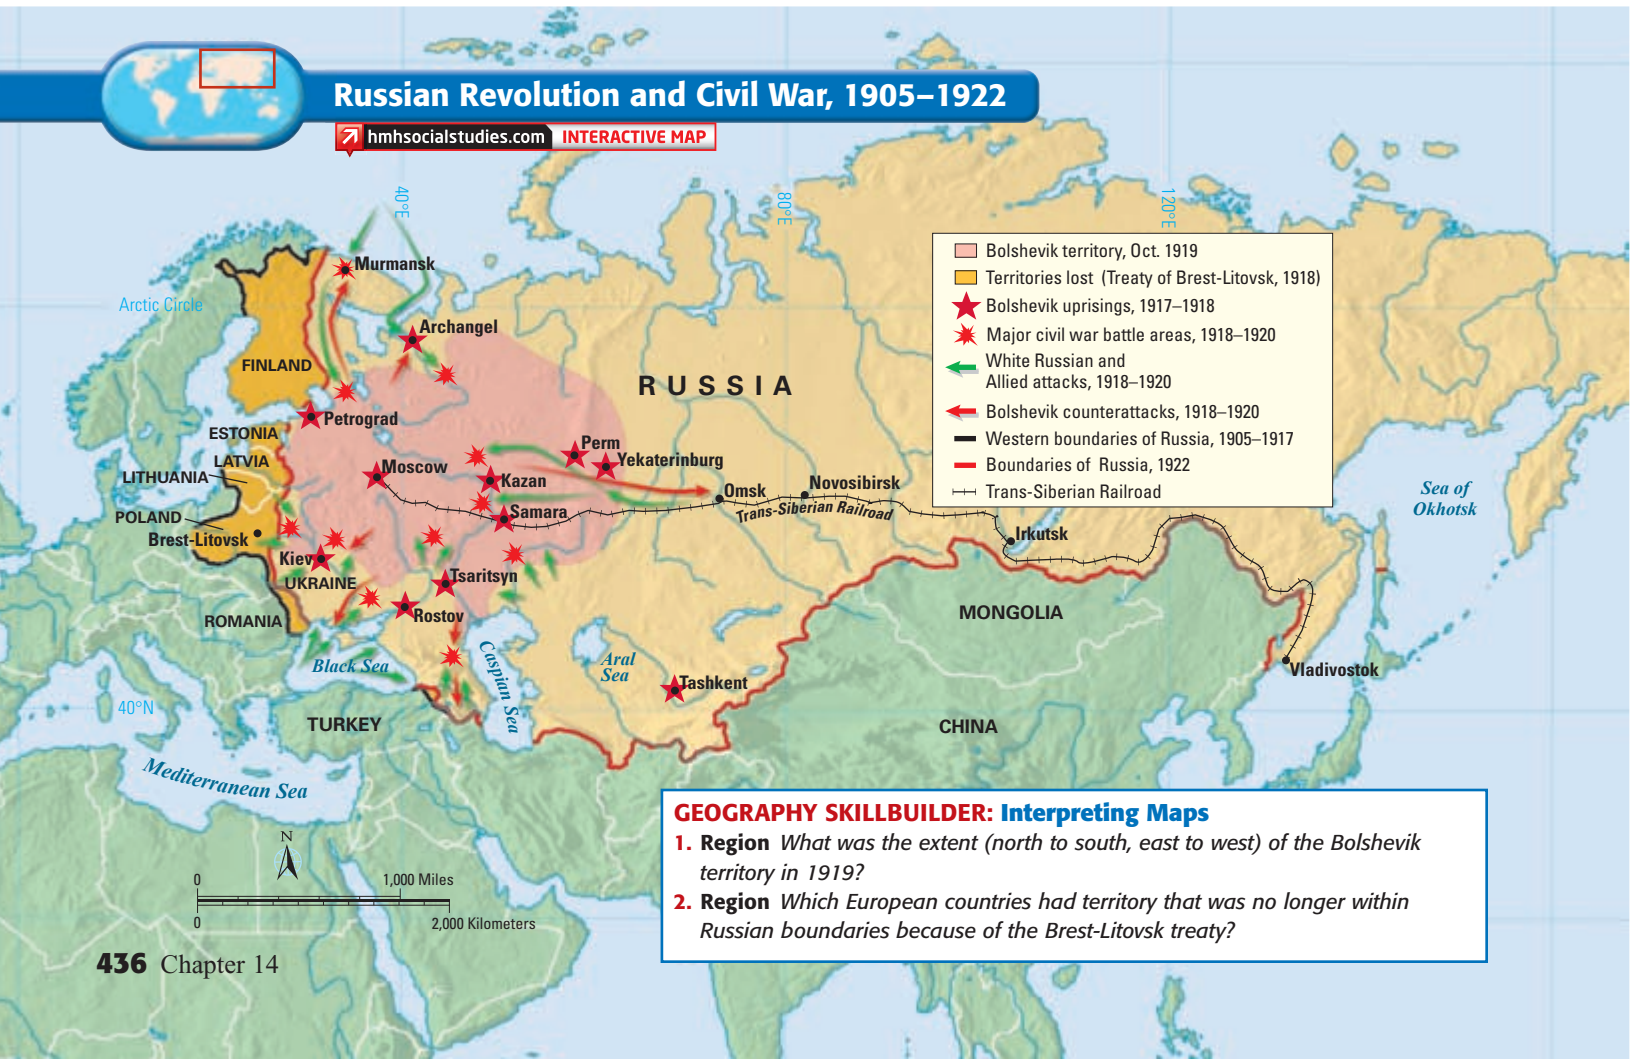 Russian Revolution and Civil War, 1905–1922
hmhsocialstudies.com INTERACTIVE MAP
40°E
80°E
120°E
Bolshevik territory, Oct. 1919
Territories lost (Treaty of Brest-Litovsk, 1918)
Bolshevik uprisings, 1917–1918
Major civil war battle areas, 1918–1920
White Russian and
Allied attacks, 1918–1920
Bolshevik counterattacks, 1918–1920
Western boundaries of Russia, 1905–1917
Boundaries of Russia, 1922
Trans-Siberian Railroad
Murmansk
Arctic Circle
Archangel
FINLAND
RUSSIA
Petrograd
ESTONIA
LATVIA
LITHUANIA
Moscow
Perm
Yekaterinburg
Kazan
Omsk
Novosibirsk
Trans-Siberian Railroad
Samara
Sea of
Okhotsk
POLAND
Brest-Litovsk
Irkutsk
Kiev
UKRAINE
Tsaritsyn
ROMANIA
Rostov
MONGOLIA
Black Sea
Caspian Sea
Aral
Sea
Tashkent
Vladivostok
40°N
TURKEY
CHINA
Mediterranean Sea
N
0
1,000 Miles
0
2,000 Kilometers
GEOGRAPHY SKILLBUILDER: Interpreting Maps
1. Region What was the extent (north to south, east to west) of the Bolshevik
territory in 1919?
2. Region Which European countries had territory that was no longer within
Russian boundaries because of the Brest-Litovsk treaty?
436 Chapter 14